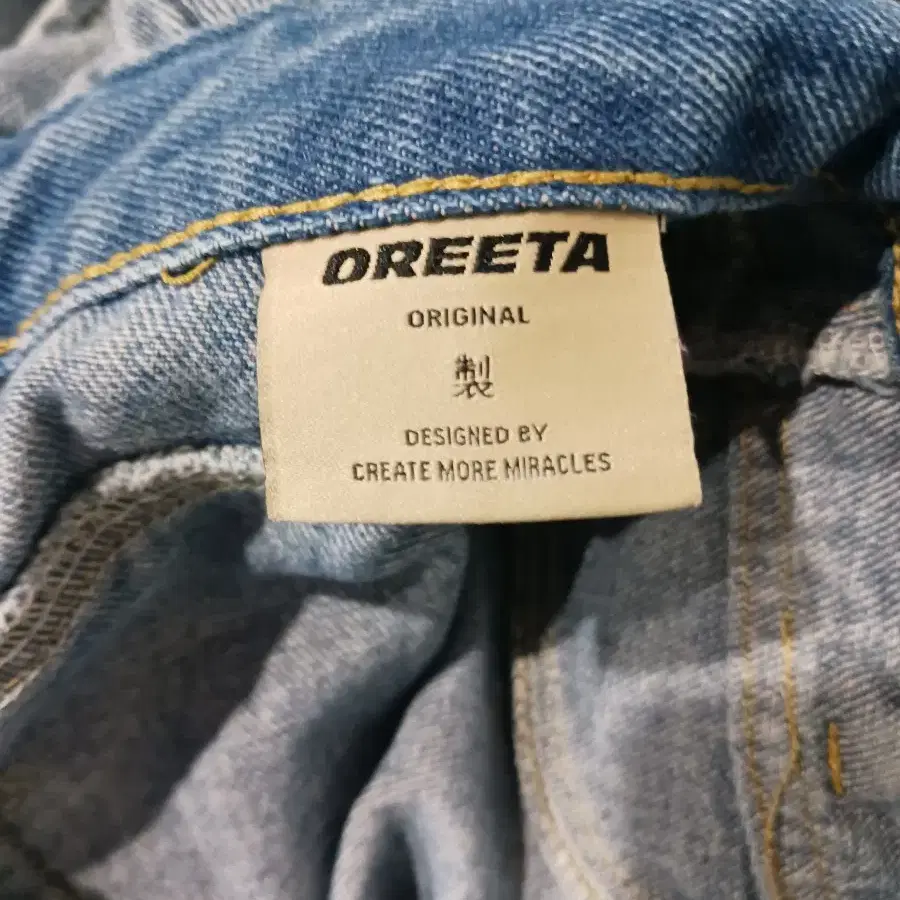 OREETA
ORIGINAL
製
DESIGNED BY
CREATE MORE MIRACLES